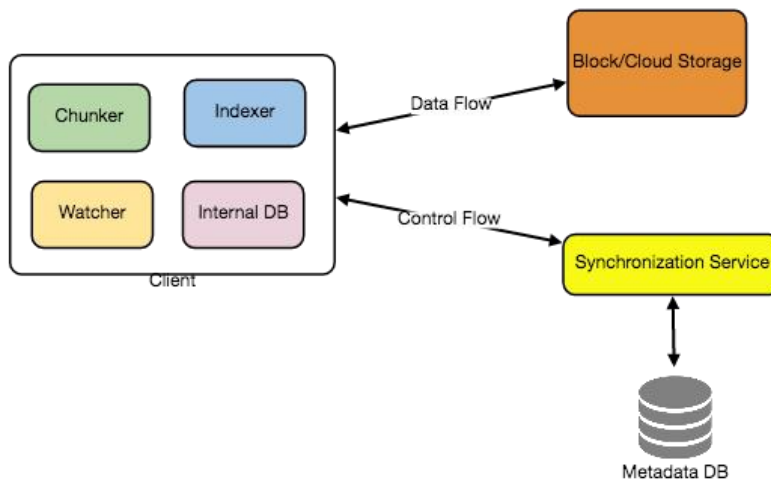 Block/Cloud Storage
Chunker
Indexer
Data Flow
Watcher
Internal DB
Control Flow
Client
Synchronization Service
Metadata DB